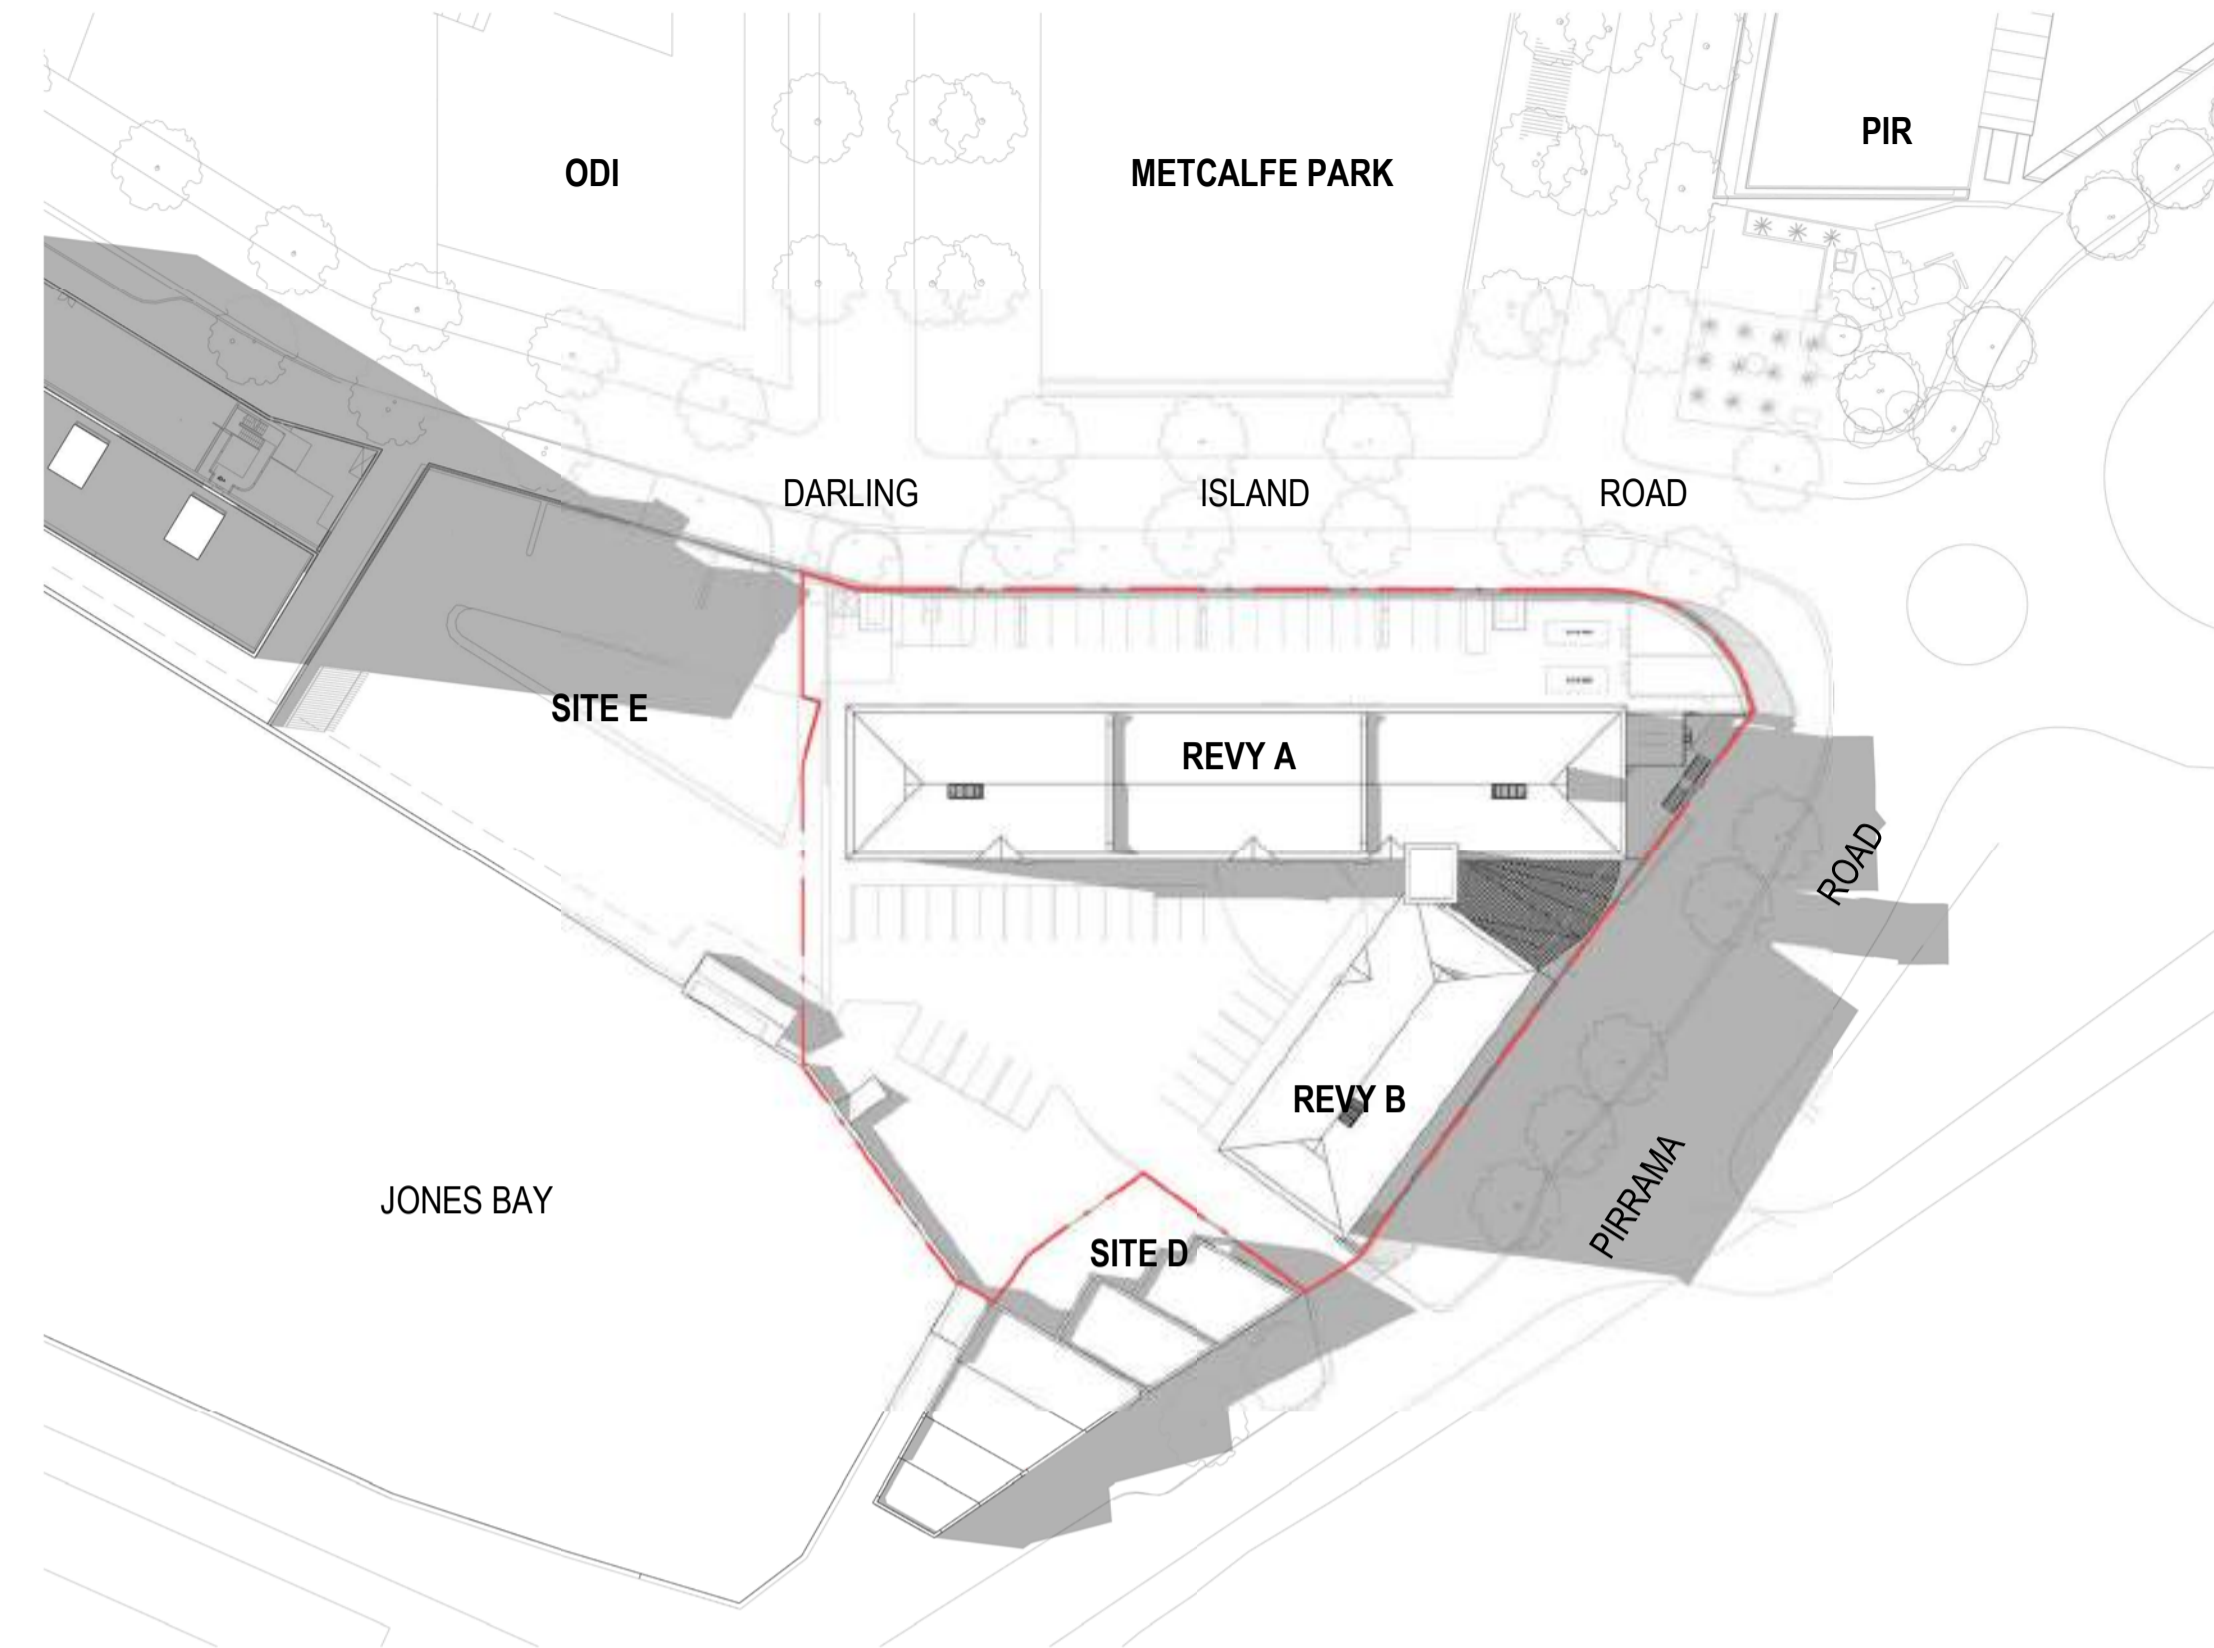 PIR
ODI
METCALFE PARK
DARLING ISLAND ROAD
SITE E
REVY A
ROAD
REVY B
PIRRAMA
JONES BAY
SITE D